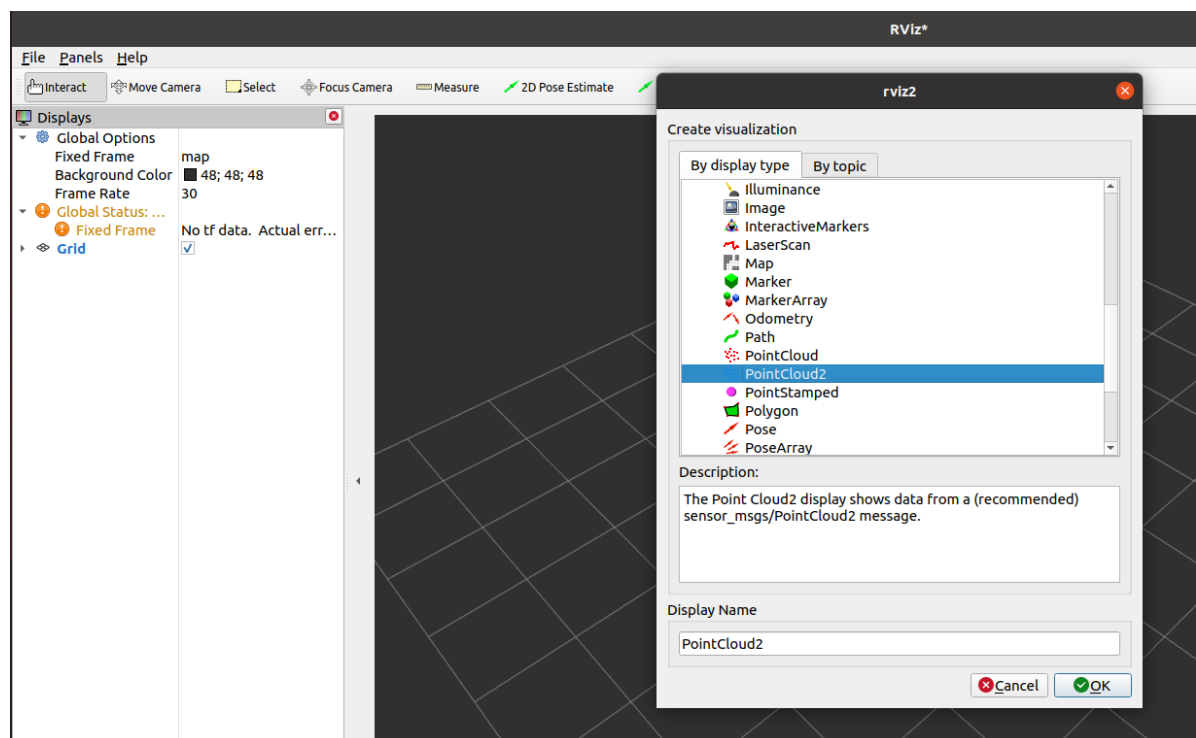 RViz*
File Panels Help
Interact Move Camera Select Focus Camera Measure 2D Pose Estimate
Displays
Global Options
Fixed Frame map
Background Color 48; 48; 48
Frame Rate 30
Global Status: ...
Fixed Frame No tf data. Actual err...
Grid
rviz2
Create visualization
By display type By topic
Illuminance
Image
InteractiveMarkers
LaserScan
Map
Marker
MarkerArray
Odometry
Path
PointCloud
PointCloud2
PointStamped
Polygon
Pose
PoseArray
Description:
The Point Cloud2 display shows data from a (recommended)
sensor_msgs/PointCloud2 message.
Display Name
PointCloud2
Cancel OK